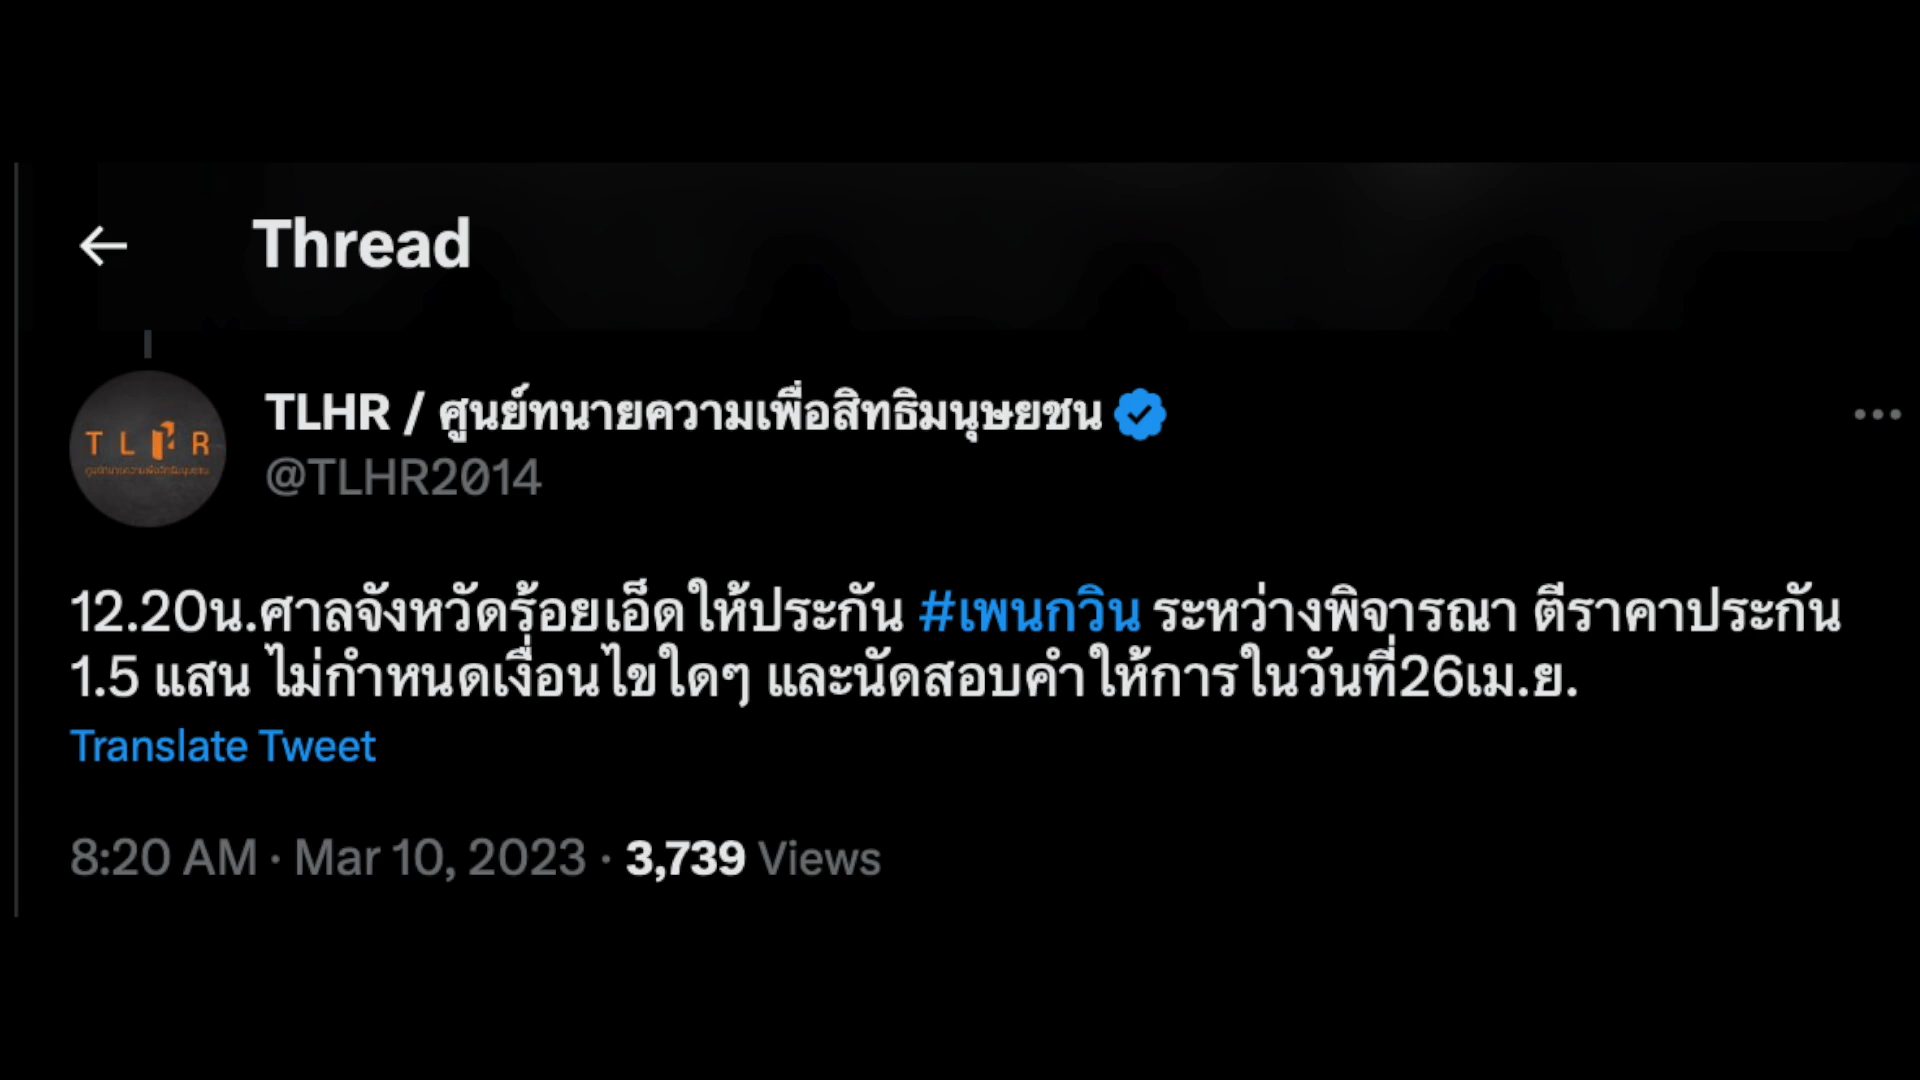 Thread
TLHR
TLHR / ศูนย์ทนายความเพื่อสิทธิมนุษยชน
@TLHR2014
12.20น.ศาลจังหวัดร้อยเอ็ดให้ประกัน #เพนกวิน ระหว่างพิจารณา ตีราคาประกัน
1.5 แสน ไม่กำหนดเงื่อนไขใดๆ และนัดสอบคำให้การในวันที่26เม.ย.
Translate Tweet
8:20 AM · Mar 10, 2023 · 3,739 Views